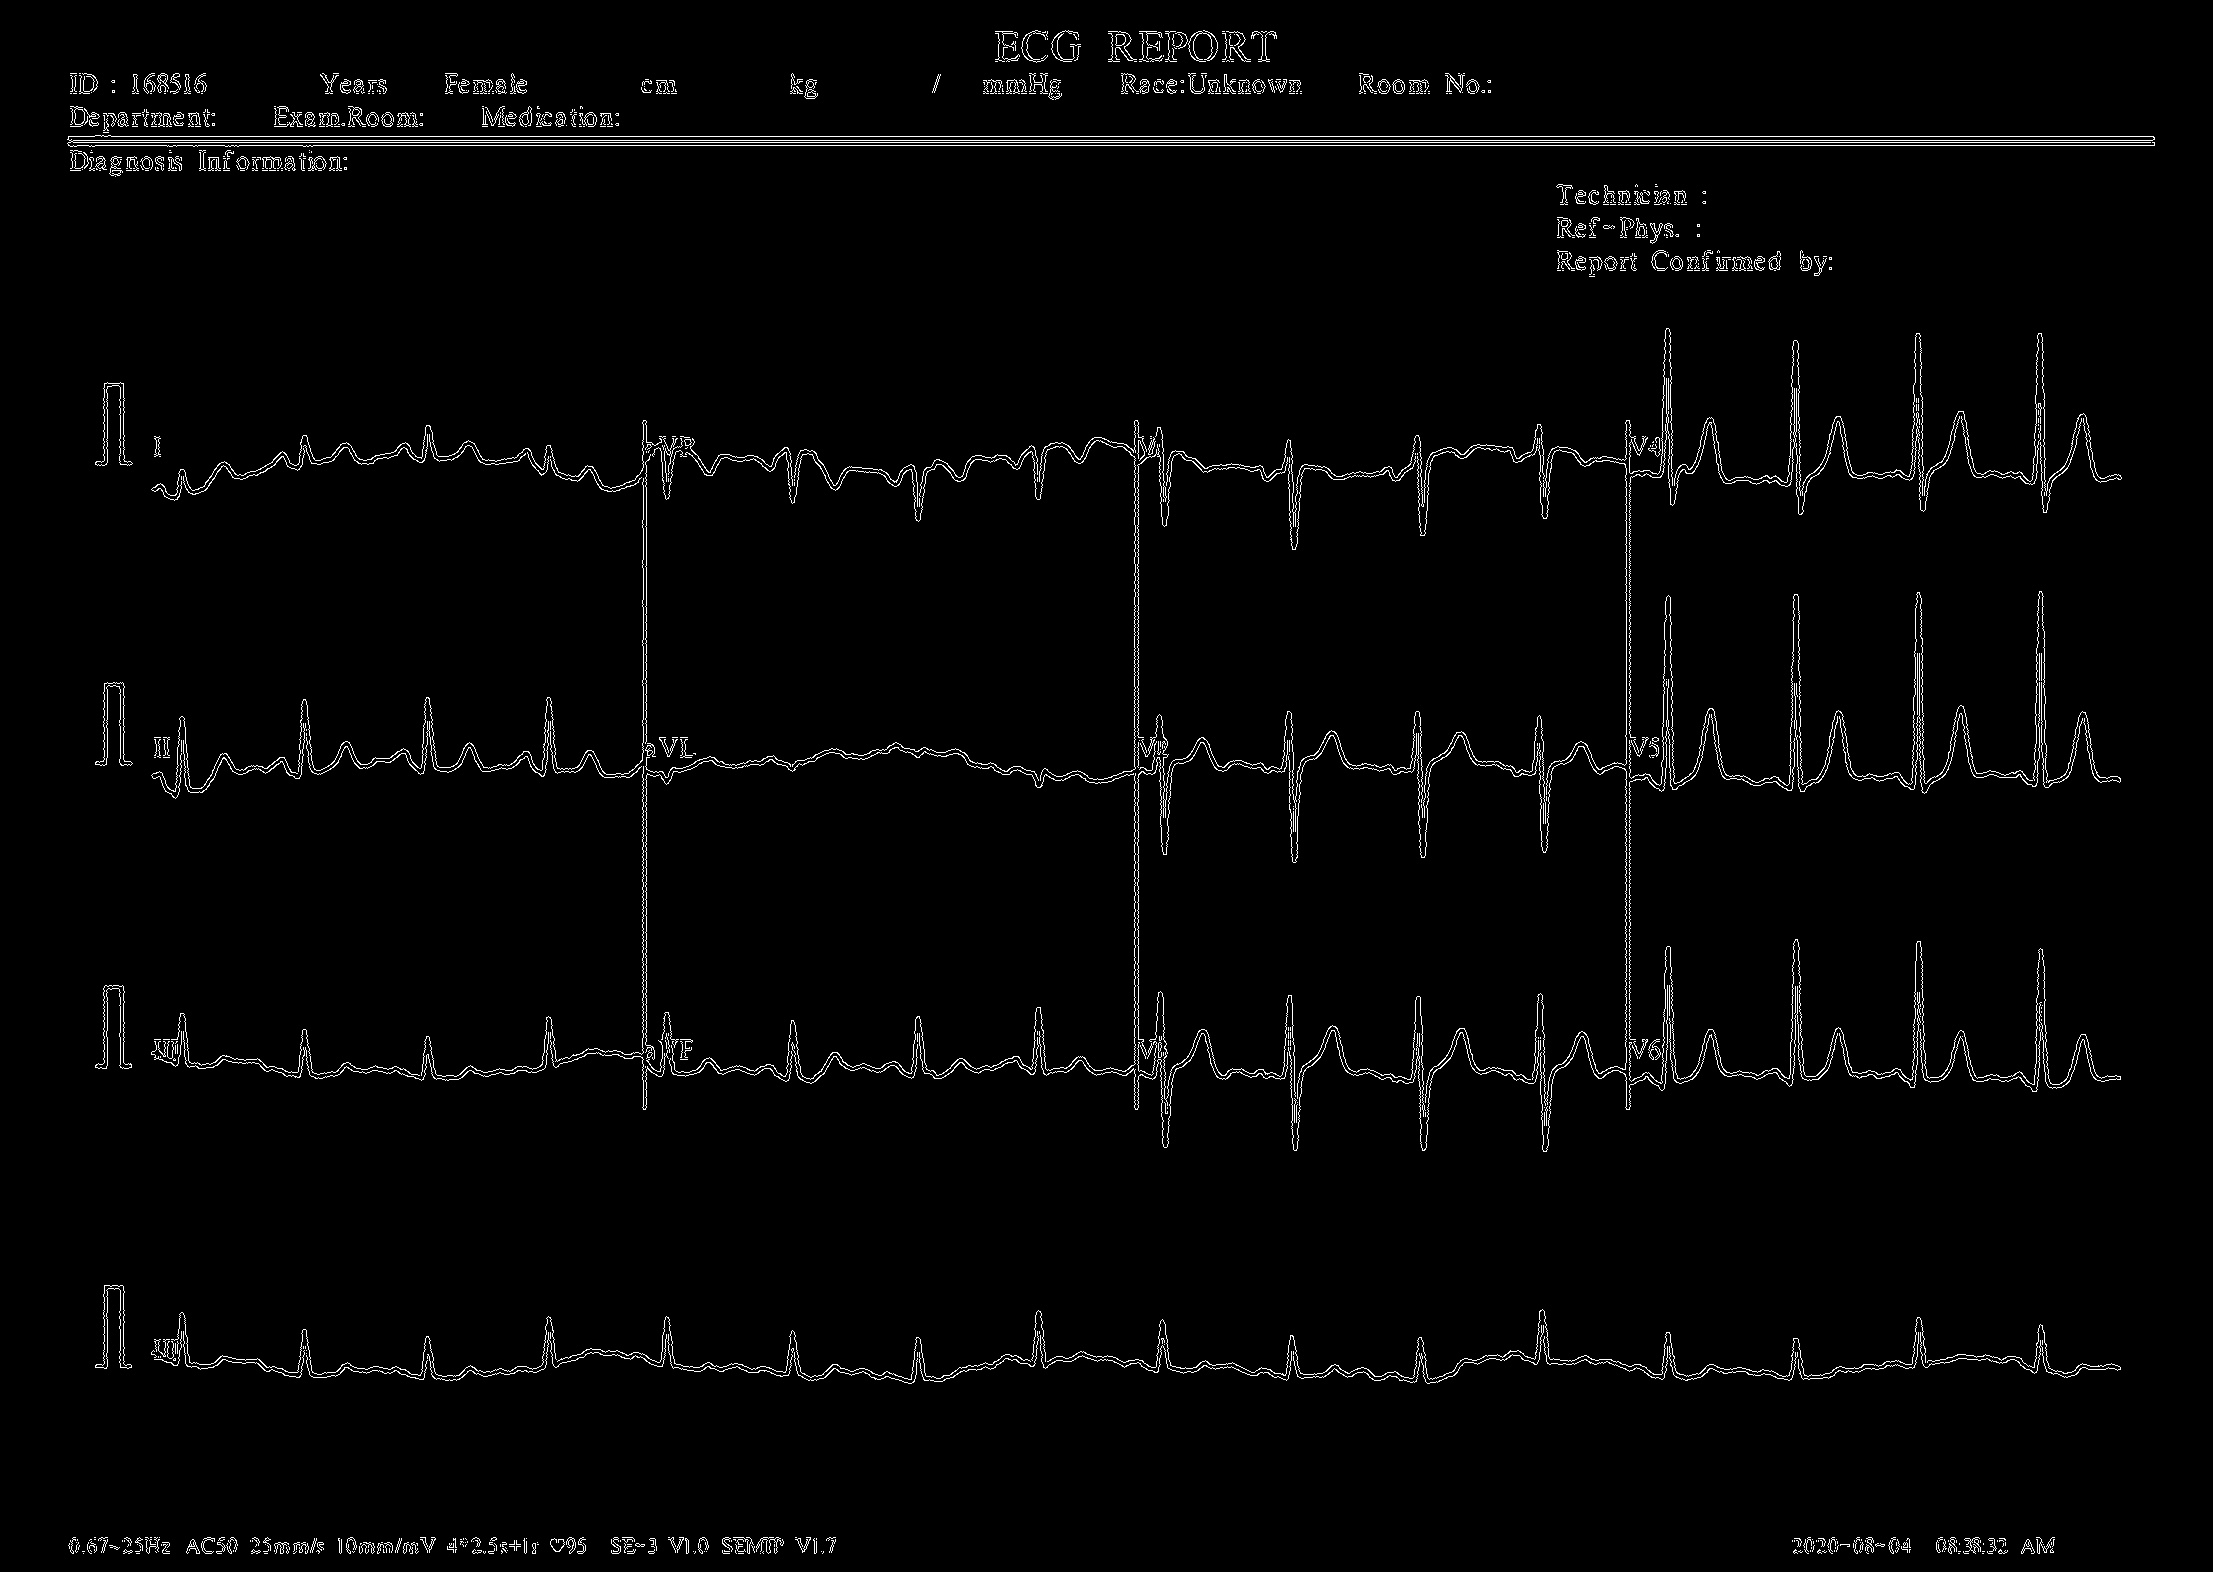 ECG REPORT
ID : 168516 Years Female cm kg / mmHg Race:Unknown Room No.:
Department: Exam.Room: Medication:
Diagnosis Information:
Technician :
Ref-Phys. :
Report Confirmed by:
I aVR V1 V4
II aVL V2 V5
III aVF V3 V6
III
0.67~25Hz AC50 25mm/s 10mm/mV 4*2.5s+1r ♡95 SE-3 V1.0 SEMIP V1.7 2020-08-04 08:38:32 AM